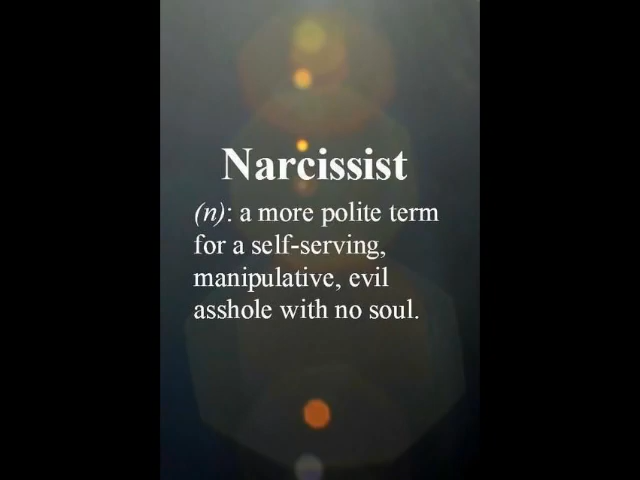 Narcissist
(n): a more polite term
for a self-serving,
manipulative, evil
asshole with no soul.